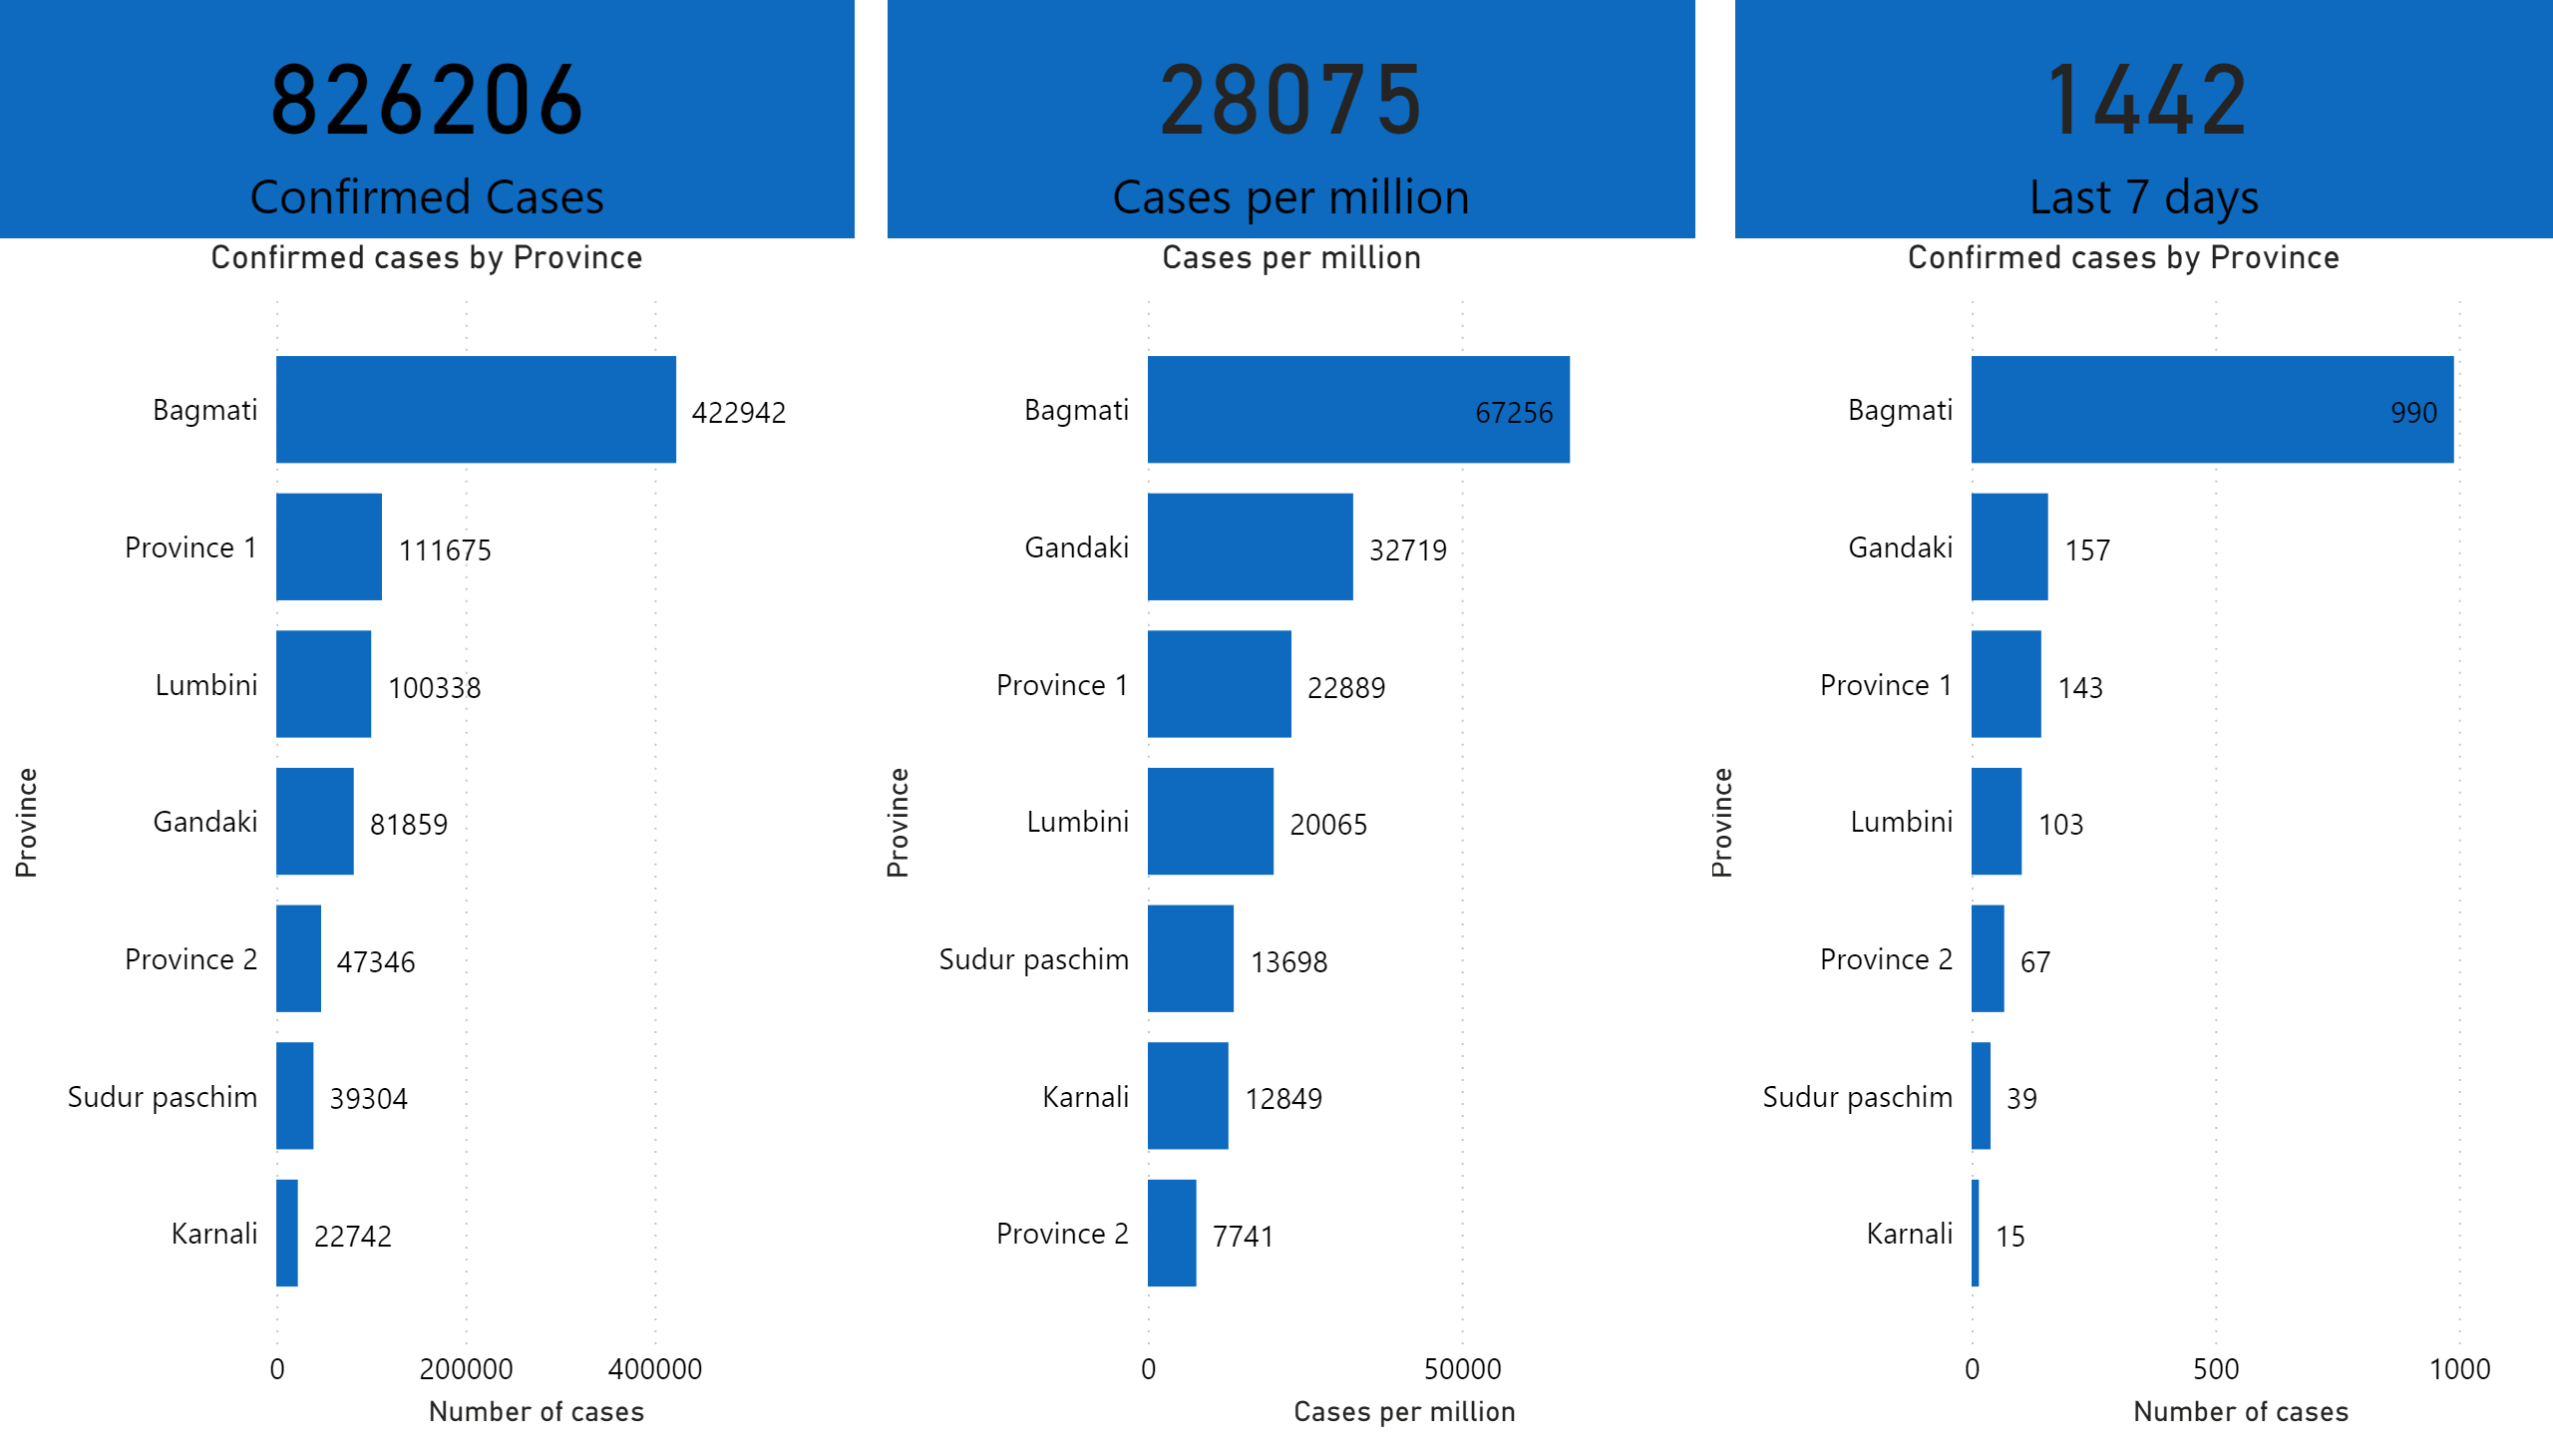 826206
Confirmed Cases
Confirmed cases by Province
Province
Bagmati 422942
Province 1 111675
Lumbini 100338
Gandaki 81859
Province 2 47346
Sudur paschim 39304
Karnali 22742
0 200000 400000
Number of cases
28075
Cases per million
Cases per million
Province
Bagmati 67256
Gandaki 32719
Province 1 22889
Lumbini 20065
Sudur paschim 13698
Karnali 12849
Province 2 7741
0 50000
Cases per million
1442
Last 7 days
Confirmed cases by Province
Province
Bagmati 990
Gandaki 157
Province 1 143
Lumbini 103
Province 2 67
Sudur paschim 39
Karnali 15
0 500 1000
Number of cases